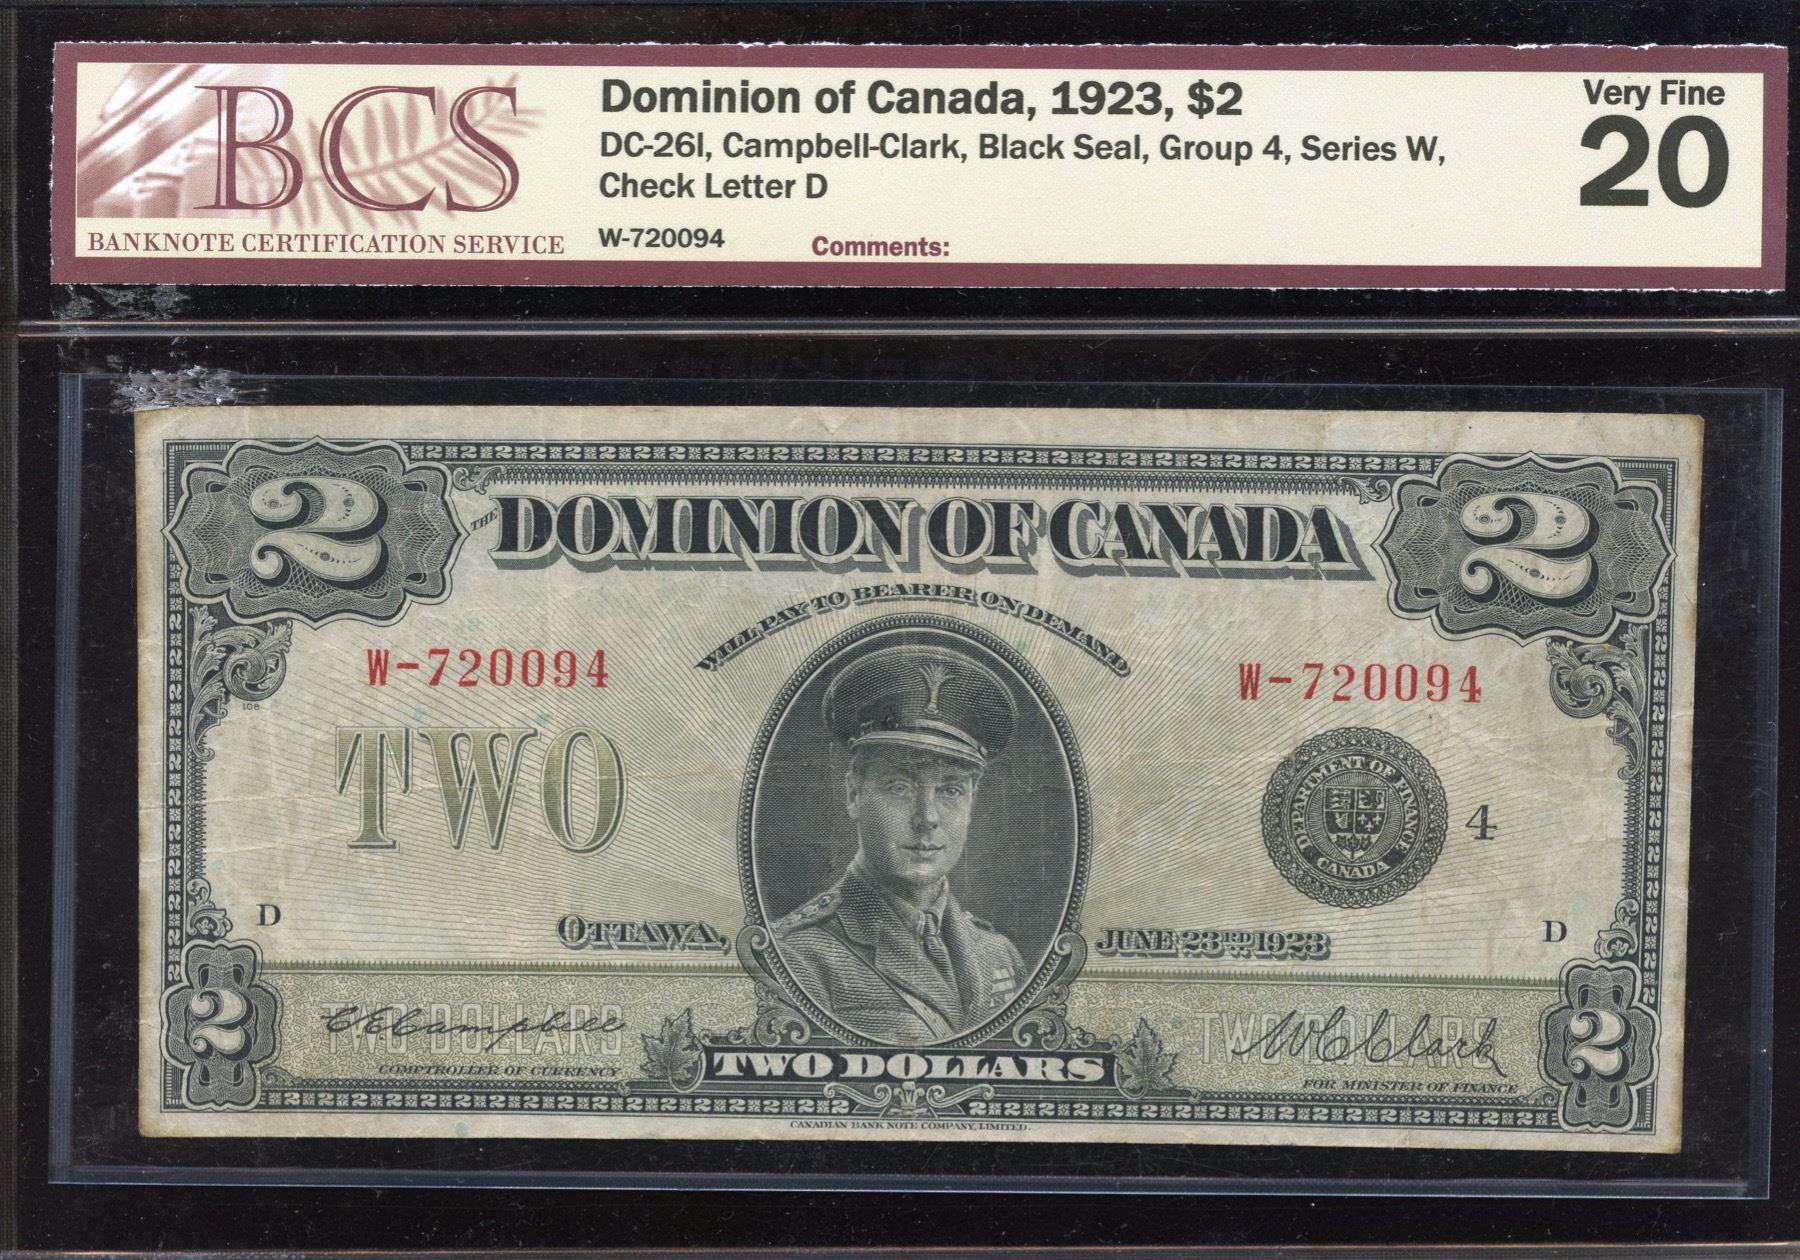 BCS
BANKNOTE CERTIFICATION SERVICE
Dominion of Canada, 1923, $2
DC-26l, Campbell-Clark, Black Seal, Group 4, Series W,
Check Letter D
W-720094
Comments:
Very Fine
20
2 2
THE DOMINION OF CANADA
WILL PAY TO BEARER ON DEMAND
W-720094 W-720094
108
TWO
DEPARTMENT OF FINANCE
CANADA
4
D D
OTTAWA, JUNE 23RD 1923
TWO DOLLARS TWO DOLLARS
C E Campbell W C Clark
COMPTROLLER OF CURRENCY FOR MINISTER OF FINANCE
2 TWO DOLLARS 2
CANADIAN BANK NOTE COMPANY, LIMITED.